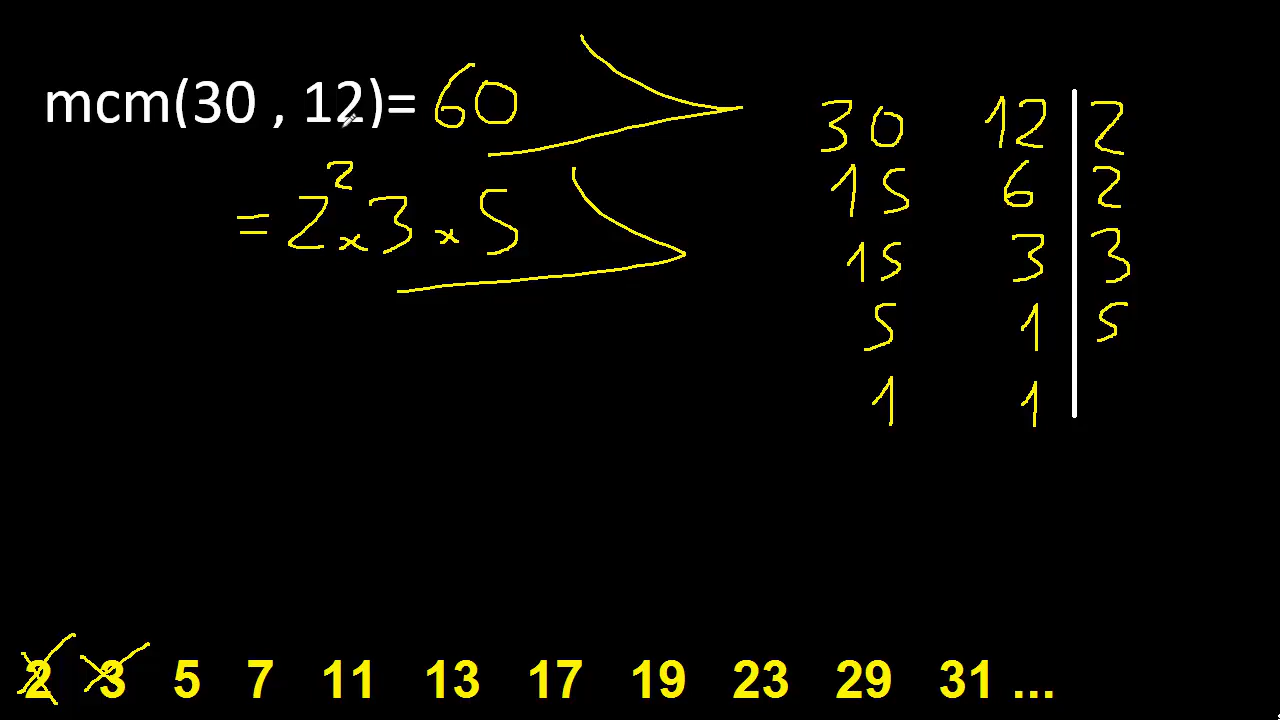 mcm(30 , 12)= 60
= 2² x 3 x 5
30 12 2
15 6 2
15 3 3
5 1 5
1 1
2 3 5 7 11 13 17 19 23 29 31 ...